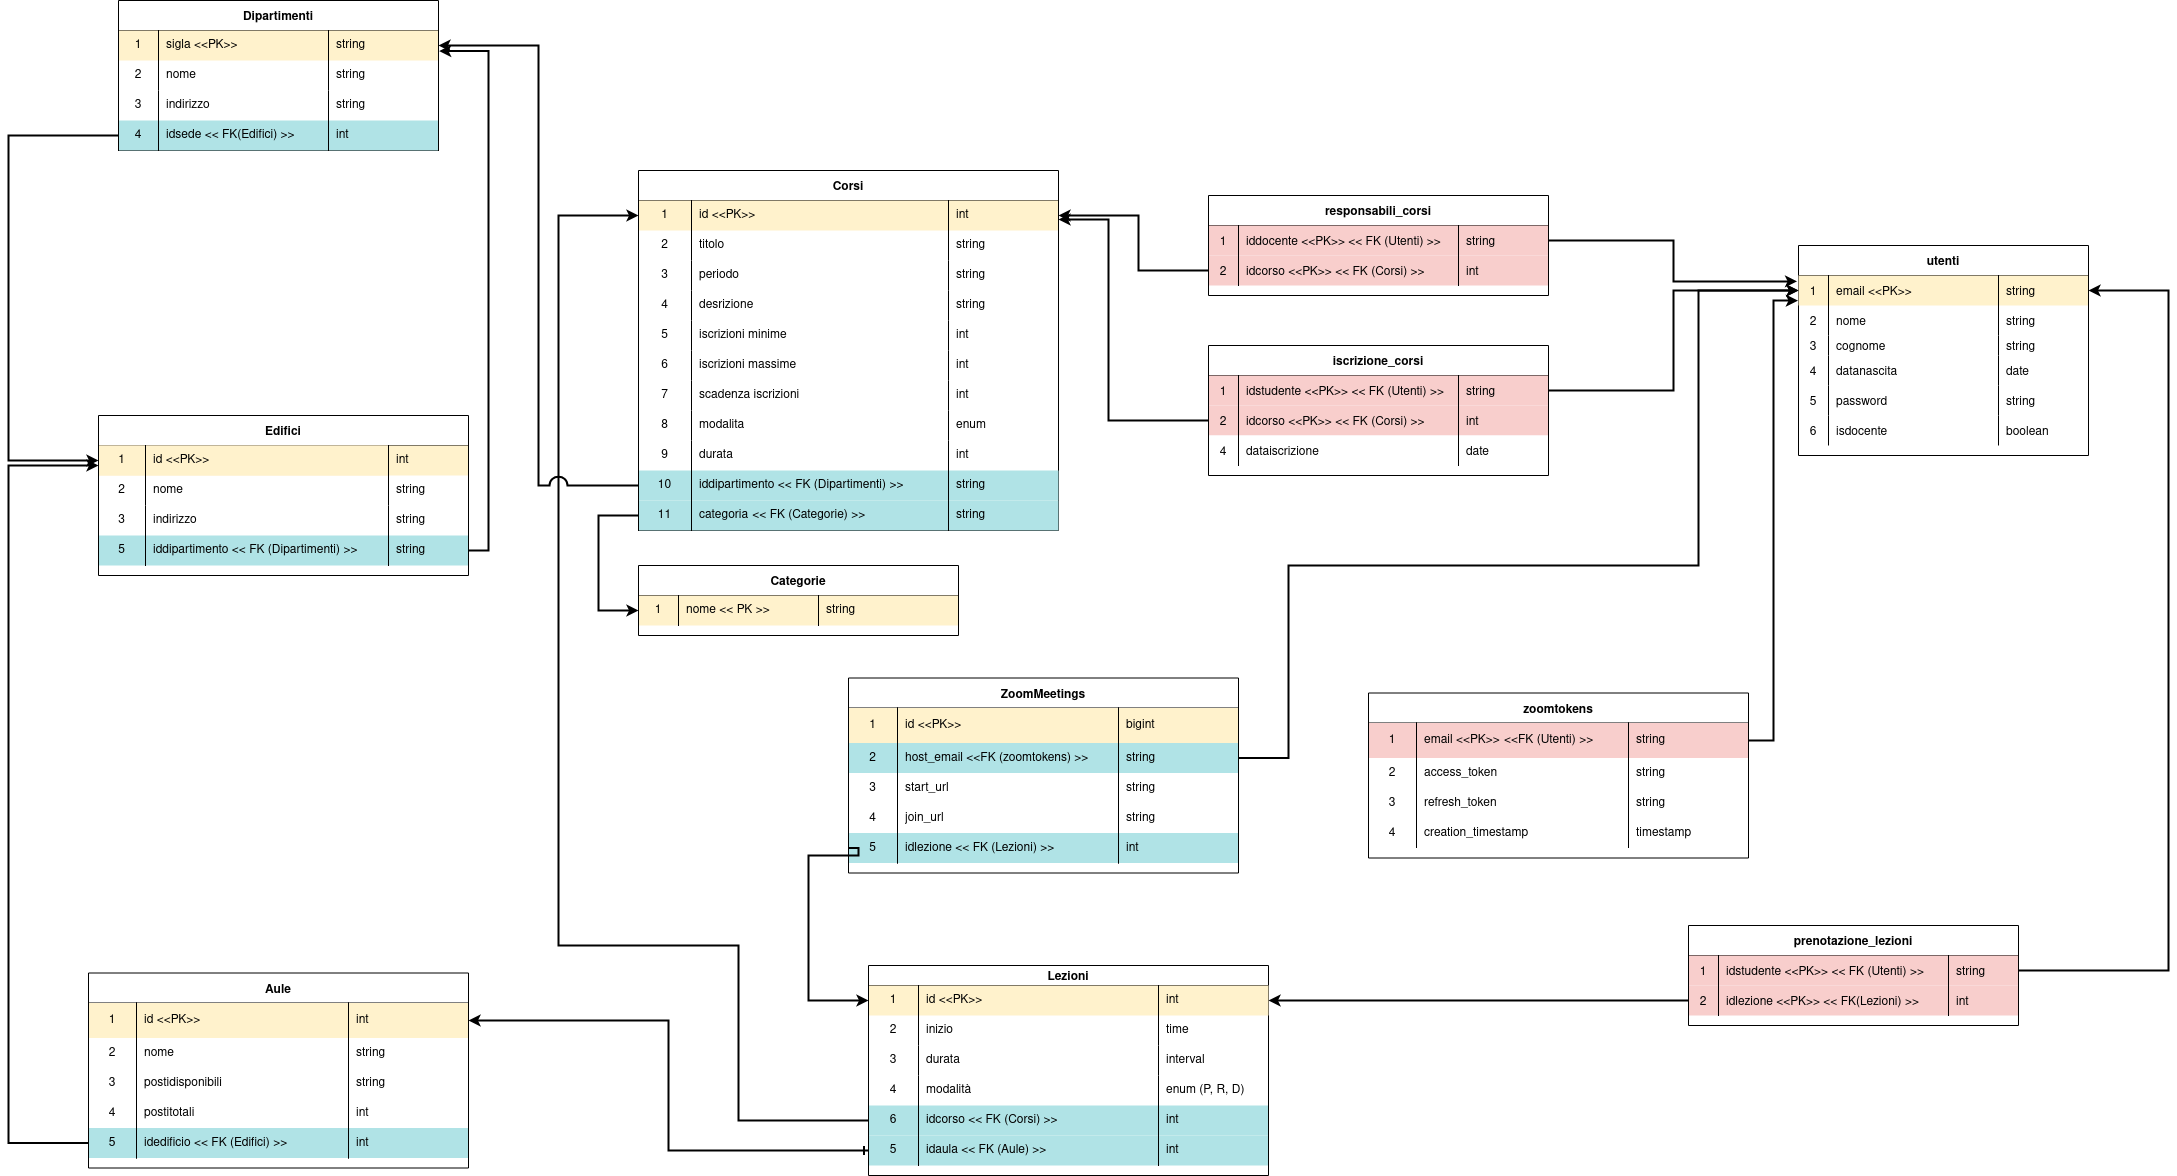 Dipartimenti
1 sigla <<PK>> string
2 nome string
3 indirizzo string
4 idsede << FK(Edifici) >> int
Corsi
1 id <<PK>> int
2 titolo string
3 periodo string
4 desrizione string
5 iscrizioni minime int
6 iscrizioni massime int
7 scadenza iscrizioni int
8 modalita enum
9 durata int
10 iddipartimento << FK (Dipartimenti) >> string
11 categoria << FK (Categorie) >> string
responsabili_corsi
1 iddocente <<PK>> << FK (Utenti) >> string
2 idcorso <<PK>> << FK (Corsi) >> int
utenti
1 email <<PK>> string
2 nome string
3 cognome string
4 datanascita date
5 password string
6 isdocente boolean
iscrizione_corsi
1 idstudente <<PK>> << FK (Utenti) >> string
2 idcorso <<PK>> << FK (Corsi) >> int
4 dataiscrizione date
Edifici
1 id <<PK>> int
2 nome string
3 indirizzo string
5 iddipartimento << FK (Dipartimenti) >> string
Categorie
1 nome << PK >> string
ZoomMeetings
1 id <<PK>> bigint
2 host_email <<FK (zoomtokens) >> string
3 start_url string
4 join_url string
5 idlezione << FK (Lezioni) >> int
zoomtokens
1 email <<PK>> <<FK (Utenti) >> string
2 access_token string
3 refresh_token string
4 creation_timestamp timestamp
prenotazione_lezioni
1 idstudente <<PK>> << FK (Utenti) >> string
2 idlezione <<PK>> << FK(Lezioni) >> int
Aule
1 id <<PK>> int
2 nome string
3 postidisponibili string
4 postitotali int
5 idedificio << FK (Edifici) >> int
Lezioni
1 id <<PK>> int
2 inizio time
3 durata interval
4 modalità enum (P, R, D)
6 idcorso << FK (Corsi) >> int
5 idaula << FK (Aule) >> int